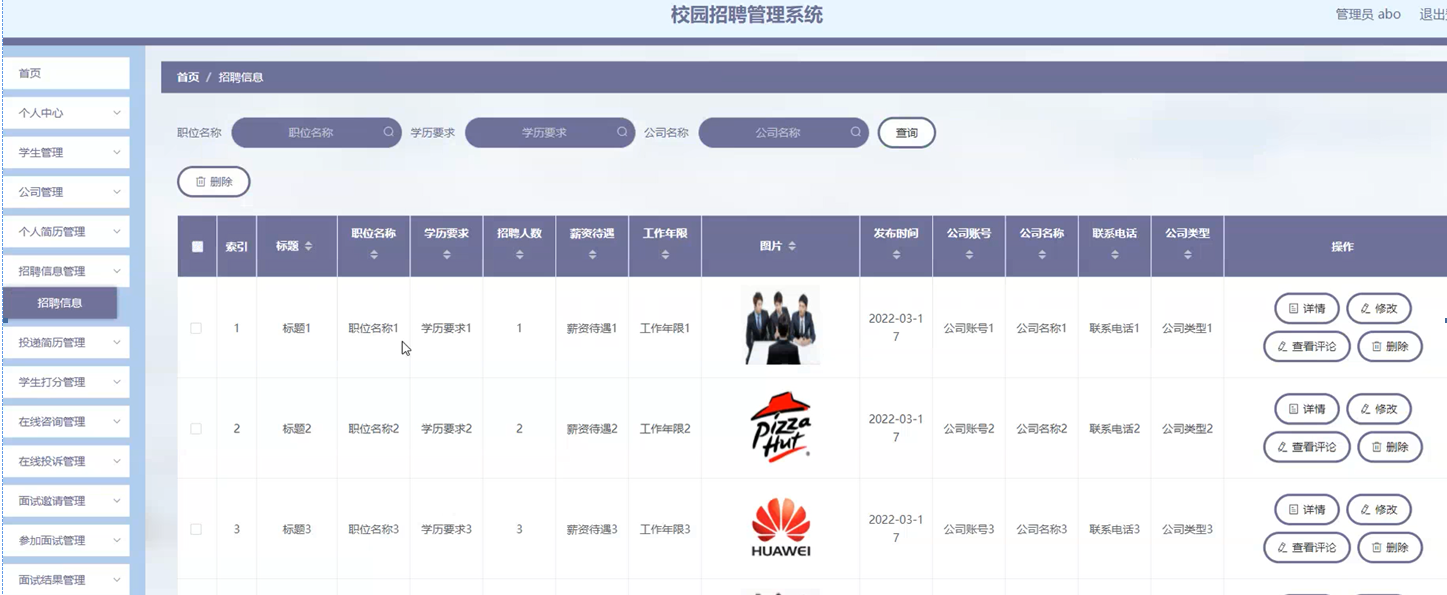 校园招聘管理系统
管理员 abo 退出
首页
个人中心
学生管理
公司管理
个人简历管理
招聘信息管理
招聘信息
投递简历管理
学生打分管理
在线咨询管理
在线投诉管理
面试邀请管理
参加面试管理
面试结果管理
首页 / 招聘信息
职位名称 职位名称 学历要求 学历要求 公司名称 公司名称 查询
删除
索引 标题 职位名称 学历要求 招聘人数 薪资待遇 工作年限 图片 发布时间 公司账号 公司名称 联系电话 公司类型 操作
1 标题1 职位名称1 学历要求1 1 薪资待遇1 工作年限1 2022-03-1 公司账号1 公司名称1 联系电话1 公司类型1 详情 修改
7 查看评论 删除
2 标题2 职位名称2 学历要求2 2 薪资待遇2 工作年限2 Pizza Hut 2022-03-1 公司账号2 公司名称2 联系电话2 公司类型2 详情 修改
7 查看评论 删除
3 标题3 职位名称3 学历要求3 3 薪资待遇3 工作年限3 HUAWEI 2022-03-1 公司账号3 公司名称3 联系电话3 公司类型3 详情 修改
7 查看评论 删除